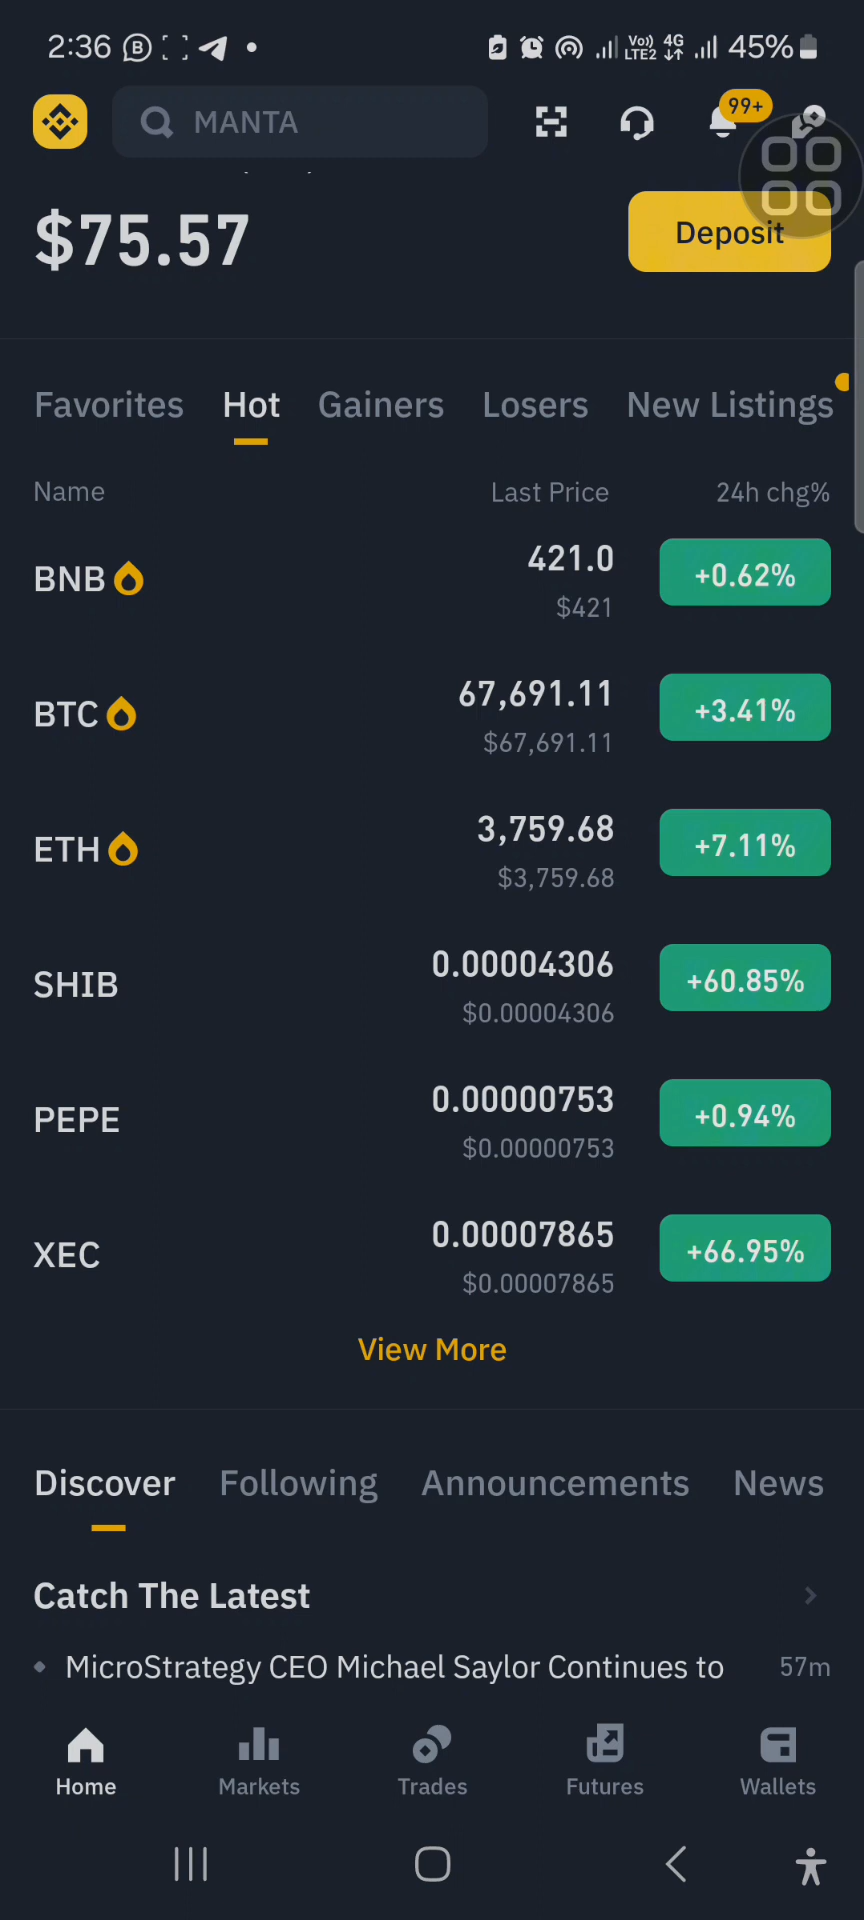 2:36
Vo)) 4G
LTE2
45%
MANTA
99+
$75.57
Deposit
Favorites Hot Gainers Losers New Listings
Name Last Price 24h chg%
BNB 421.0 +0.62%
$421
BTC 67,691.11 +3.41%
$67,691.11
ETH 3,759.68 +7.11%
$3,759.68
SHIB 0.00004306 +60.85%
$0.00004306
PEPE 0.00000753 +0.94%
$0.00000753
XEC 0.00007865 +66.95%
$0.00007865
View More
Discover Following Announcements News
Catch The Latest
MicroStrategy CEO Michael Saylor Continues to 57m
Home Markets Trades Futures Wallets